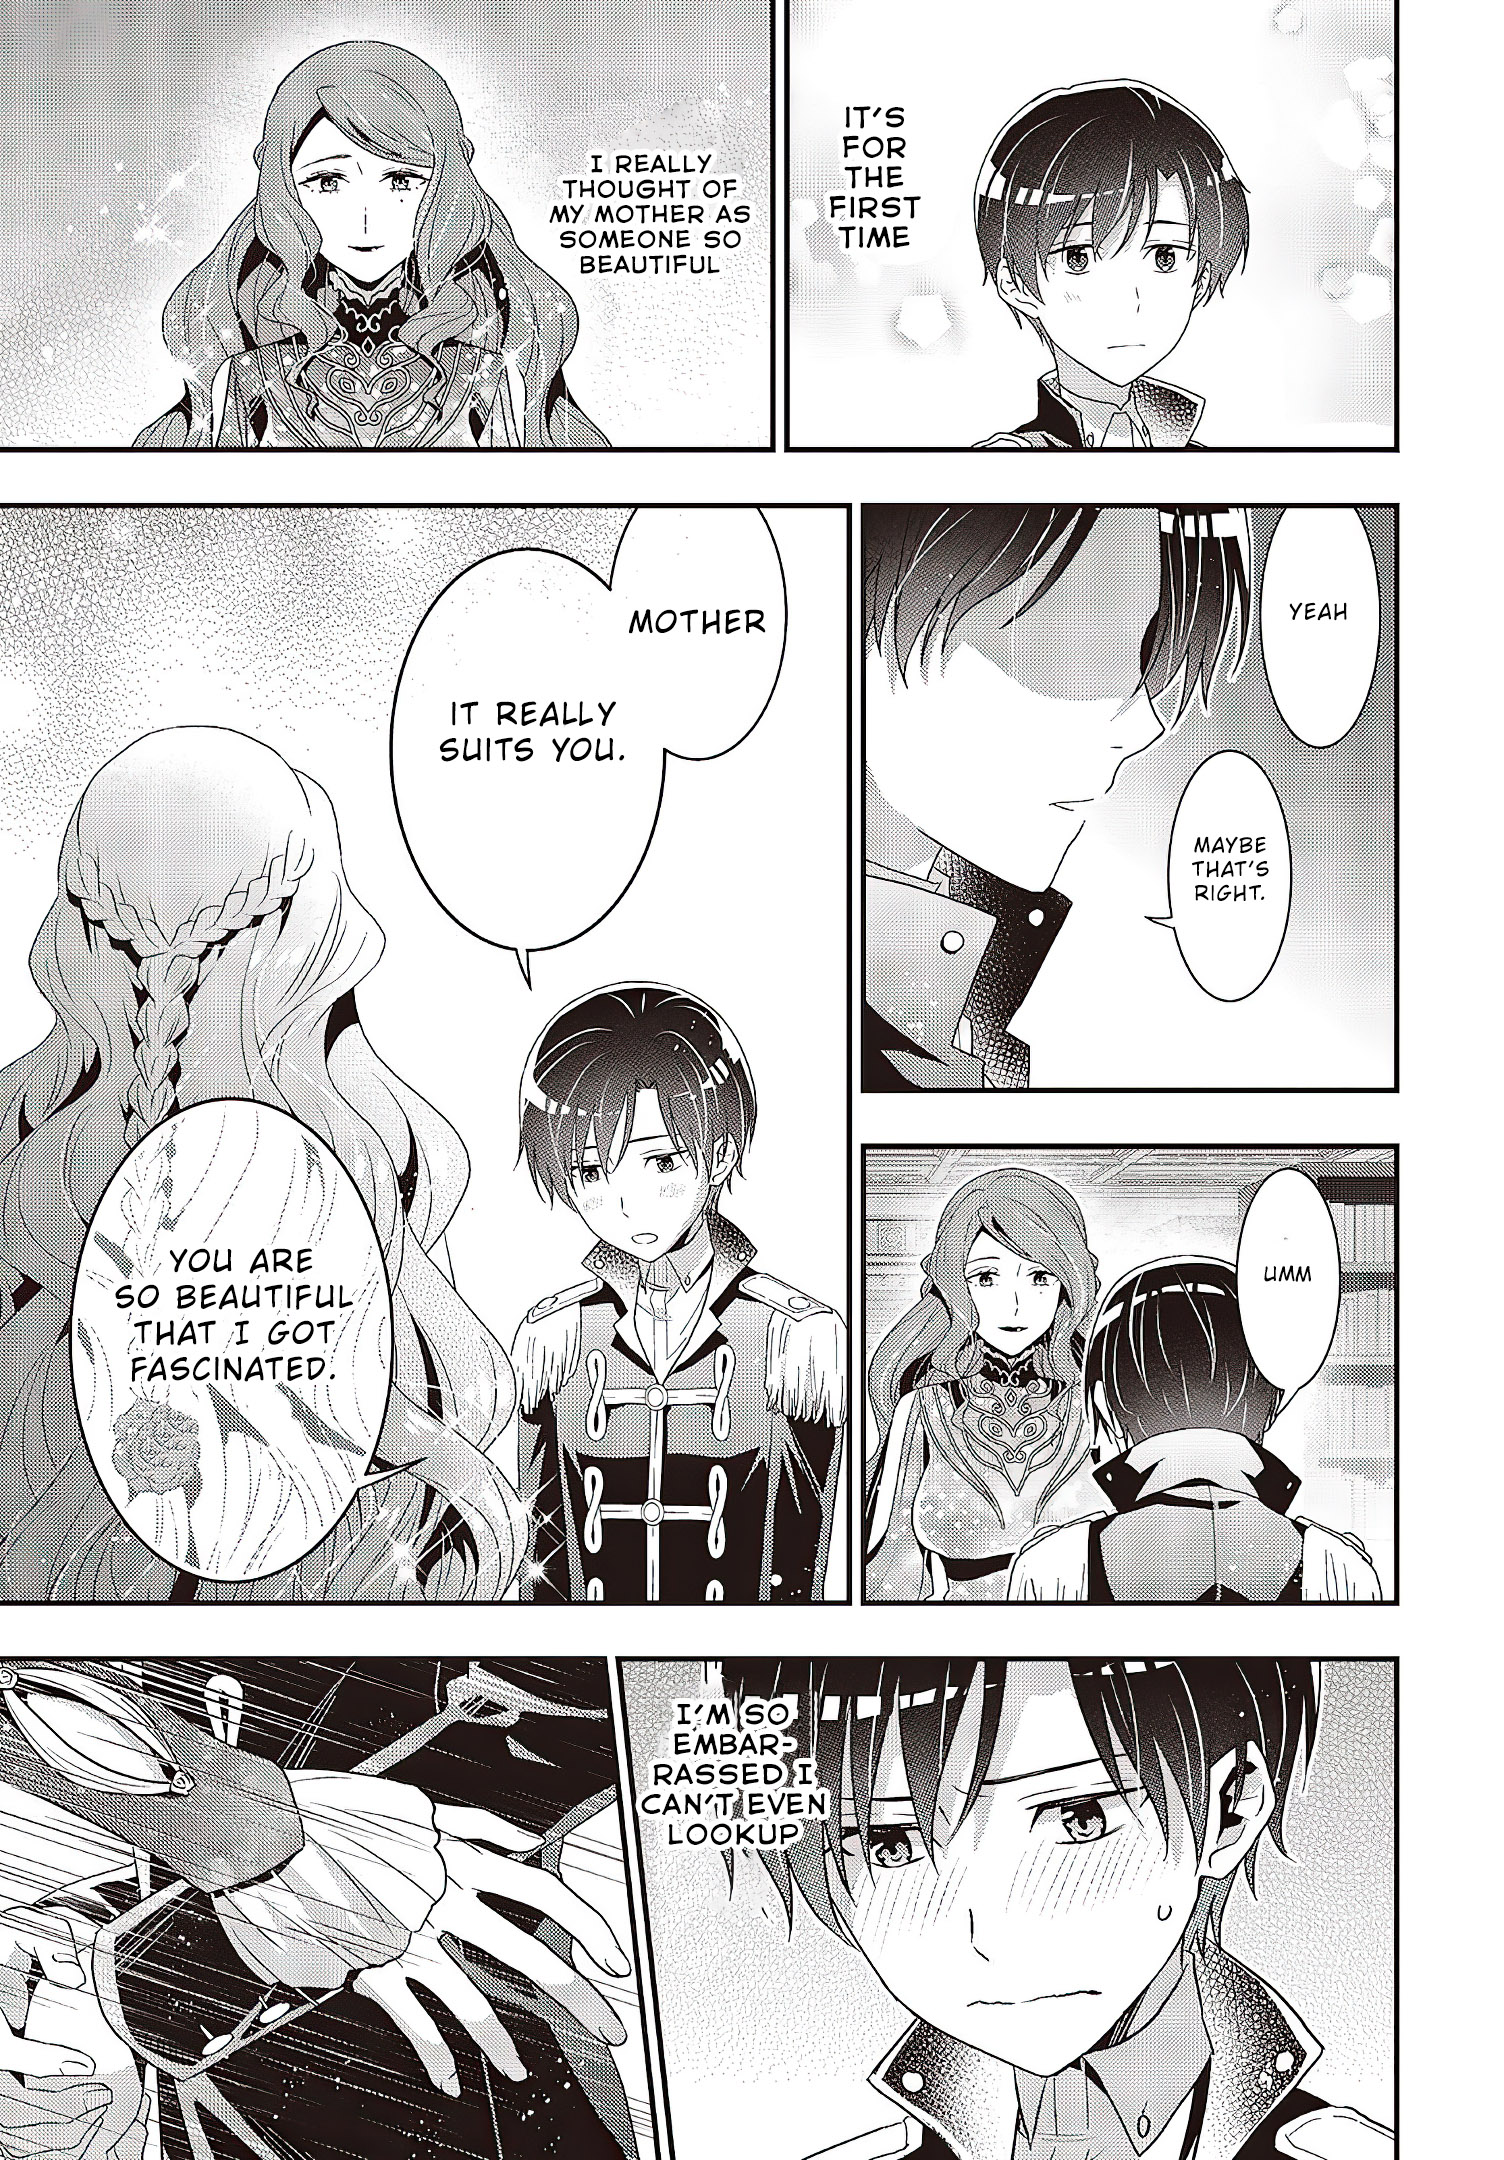 IT'S
FOR
THE
FIRST
TIME
I REALLY
THOUGHT OF
MY MOTHER AS
SOMEONE SO
BEAUTIFUL
YEAH
MAYBE
THAT'S
RIGHT.
MOTHER
IT REALLY
SUITS YOU.
YOU ARE
SO BEAUTIFUL
THAT I GOT
FASCINATED.
UMM
I'M SO
EMBAR-
RASSED I
CAN'T EVEN
LOOKUP